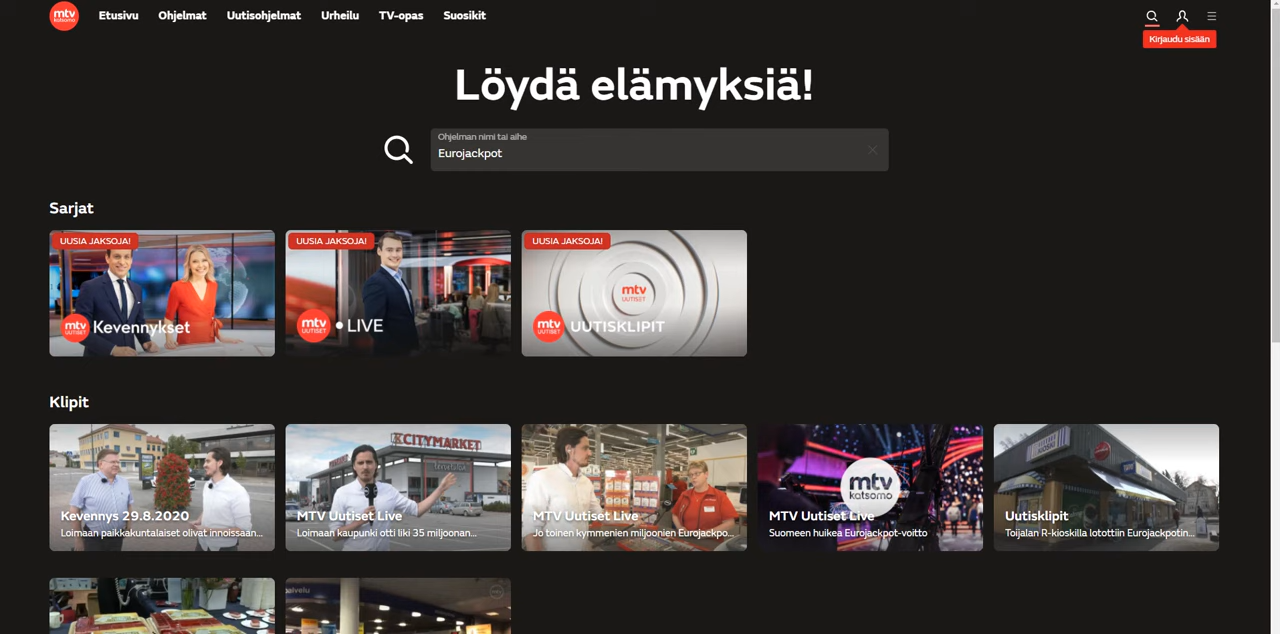 mtv
katsomo
Etusivu
Ohjelmat
Uutisohjelmat
Urheilu
TV-opas
Suosikit
Kirjaudu sisään
Löydä elämyksiä!
Ohjelman nimi tai aihe
Eurojackpot
Sarjat
UUSIA JAKSOJA!
mtv
UUTISET
Kevennykset
UUSIA JAKSOJA!
mtv
UUTISET
LIVE
UUSIA JAKSOJA!
mtv
UUTISET
mtv
UUTISET
UUTISKLIPIT
Klipit
Kevennys 29.8.2020
Loimaan paikkakuntalaiset olivat innoissaan...
CITYMARKET
MTV Uutiset Live
Loimaan kaupunki otti liki 35 miljoonan...
MTV Uutiset Live
Jo toinen kymmenien miljoonien Eurojackpo...
mtv
katsomo
MTV Uutiset Live
Suomeen huikea Eurojackpot-voitto
Uutisklipit
Toijalan R-kioskilla lotottiin Eurojackpotin...